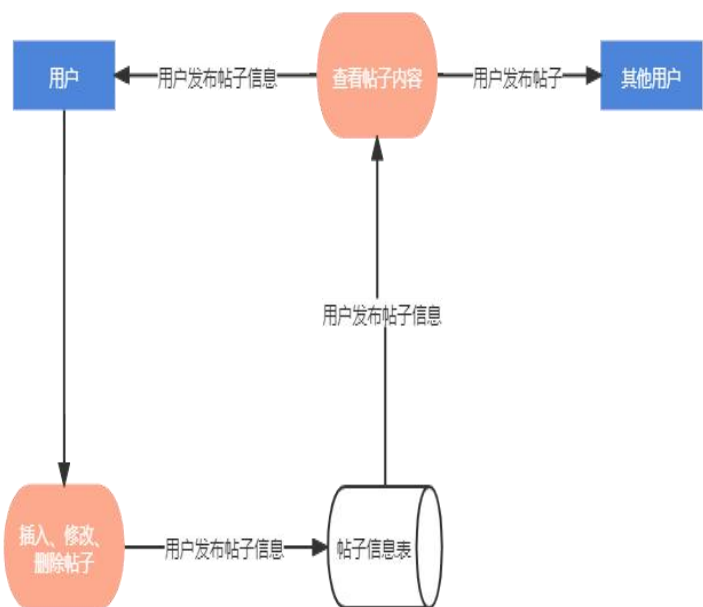 用户
用户发布帖子信息
查看帖子内容
用户发布帖子
其他用户
用户发布帖子信息
插入、修改、
删除帖子
用户发布帖子信息
帖子信息表